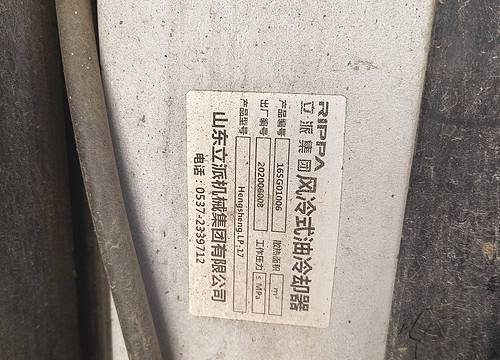 RIPPA
立派集团 风冷式油冷却器
产品编号 16SG01006 散热面积 m²
出厂编号 202006008 工作压力 ≤ MPa
产品型号 Hengsheng.LP-17
山东立派机械集团有限公司
电话：0537-2339712